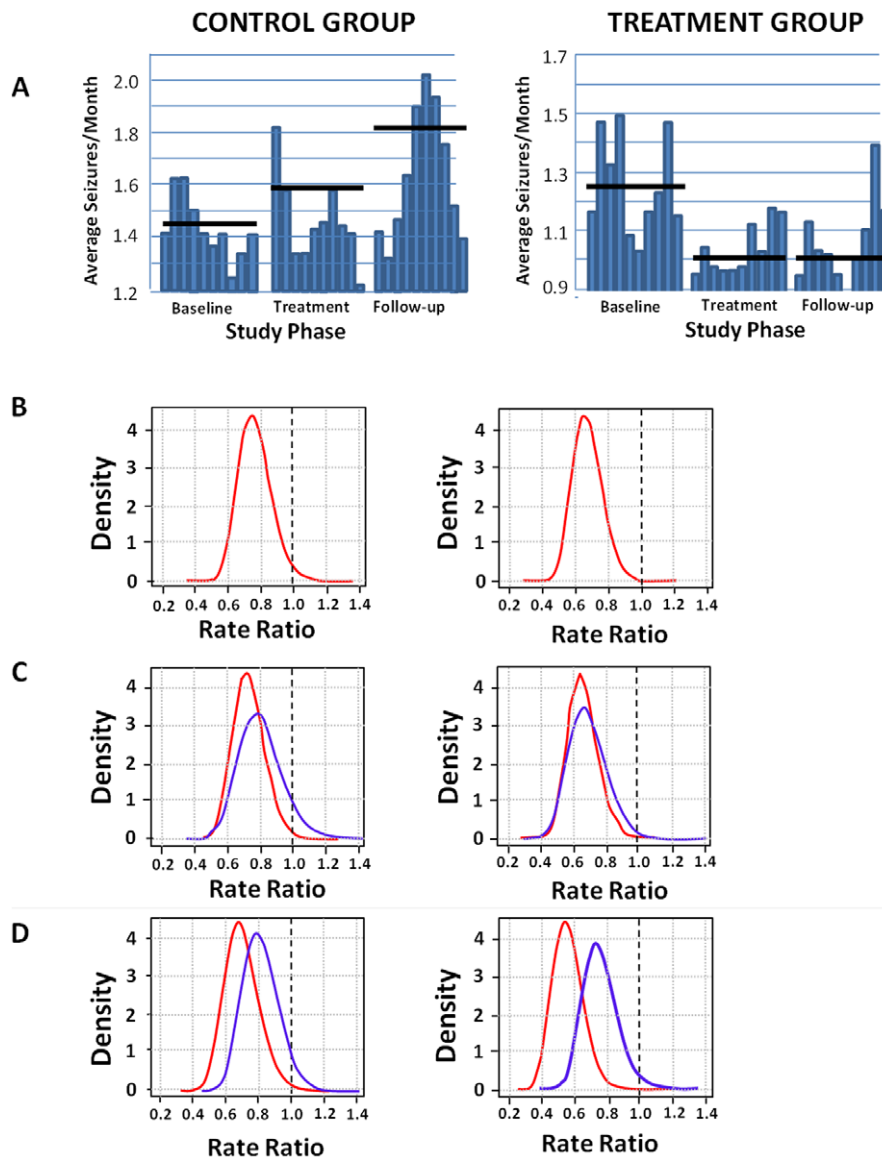 CONTROL GROUP
TREATMENT GROUP
A
Average Seizures/Month
2.0
1.8
1.6
1.4
1.2
Baseline Treatment Follow-up
Study Phase
Average Seizures/Month
1.7
1.5
1.3
1.1
0.9
Baseline Treatment Follow-up
Study Phase
B
Density
4
3
2
1
0
0.2 0.4 0.6 0.8 1.0 1.2 1.4
Rate Ratio
Density
4
3
2
1
0
0.2 0.4 0.6 0.8 1.0 1.2 1.4
Rate Ratio
C
Density
4
3
2
1
0
0.2 0.4 0.6 0.8 1.0 1.2 1.4
Rate Ratio
Density
4
3
2
1
0
0.2 0.4 0.6 0.8 1.0 1.2 1.4
Rate Ratio
D
Density
4
3
2
1
0
0.2 0.4 0.6 0.8 1.0 1.2 1.4
Rate Ratio
Density
4
3
2
1
0
0.2 0.4 0.6 0.8 1.0 1.2 1.4
Rate Ratio